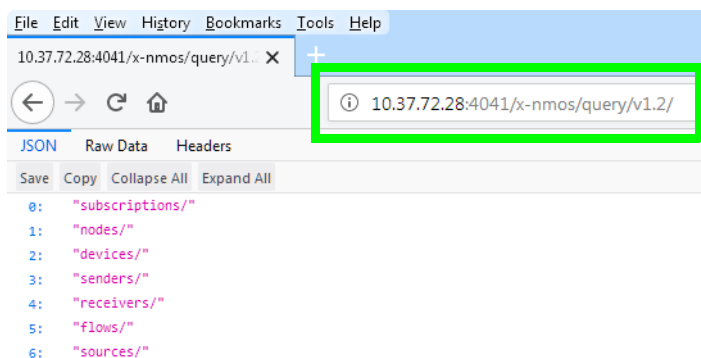 File Edit View History Bookmarks Tools Help
10.37.72.28:4041/x-nmos/query/v1.
10.37.72.28:4041/x-nmos/query/v1.2/
JSON Raw Data Headers
Save Copy Collapse All Expand All
0: "subscriptions/"
1: "nodes/"
2: "devices/"
3: "senders/"
4: "receivers/"
5: "flows/"
6: "sources/"